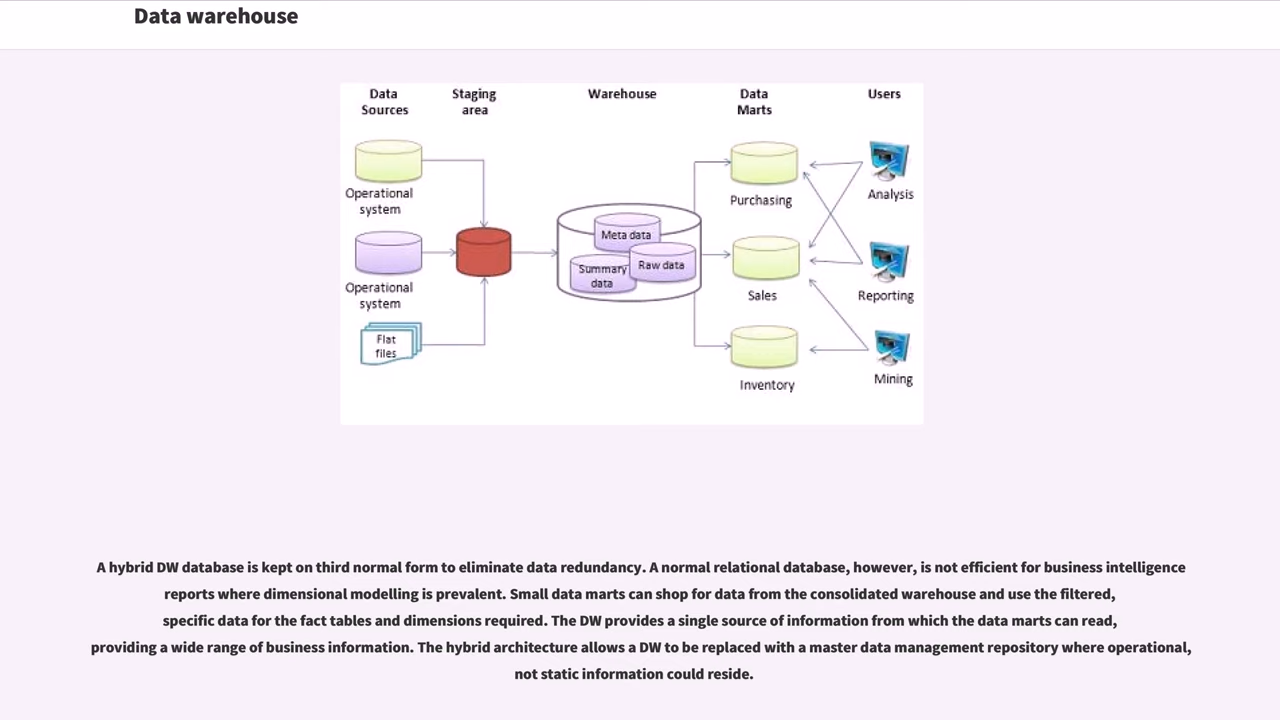 Data warehouse
Data Sources
Staging area
Warehouse
Data Marts
Users
Operational system
Operational system
Flat files
Meta data
Summary data
Raw data
Purchasing
Sales
Inventory
Analysis
Reporting
Mining
A hybrid DW database is kept on third normal form to eliminate data redundancy. A normal relational database, however, is not efficient for business intelligence
reports where dimensional modelling is prevalent. Small data marts can shop for data from the consolidated warehouse and use the filtered,
specific data for the fact tables and dimensions required. The DW provides a single source of information from which the data marts can read,
providing a wide range of business information. The hybrid architecture allows a DW to be replaced with a master data management repository where operational,
not static information could reside.